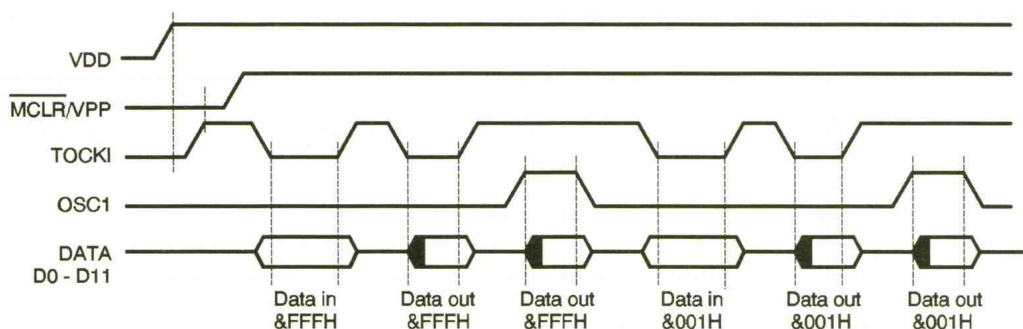 VDD
MCLR/VPP
TOCKI
OSC1
DATA
D0 - D11
Data in
&FFFH
Data out
&FFFH
Data out
&FFFH
Data in
&001H
Data out
&001H
Data out
&001H